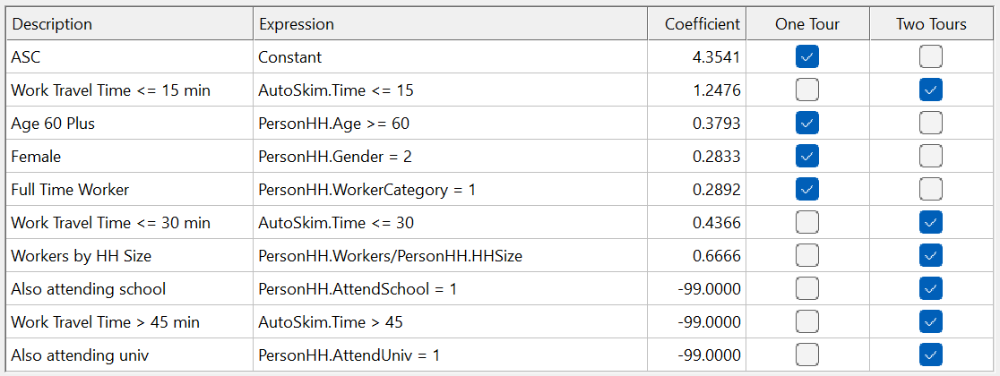 Description Expression Coefficient One Tour Two Tours
ASC Constant 4.3541
Work Travel Time <= 15 min AutoSkim.Time <= 15 1.2476
Age 60 Plus PersonHH.Age >= 60 0.3793
Female PersonHH.Gender = 2 0.2833
Full Time Worker PersonHH.WorkerCategory = 1 0.2892
Work Travel Time <= 30 min AutoSkim.Time <= 30 0.4366
Workers by HH Size PersonHH.Workers/PersonHH.HHSize 0.6666
Also attending school PersonHH.AttendSchool = 1 -99.0000
Work Travel Time > 45 min AutoSkim.Time > 45 -99.0000
Also attending univ PersonHH.AttendUniv = 1 -99.0000